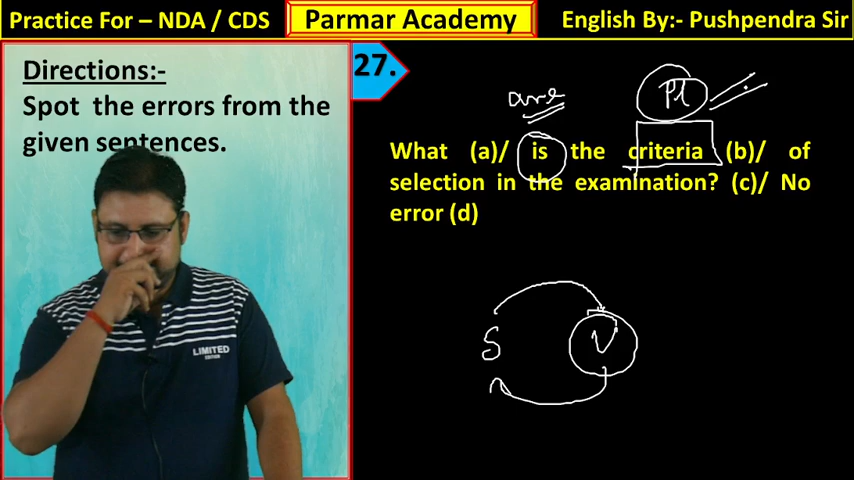 Practice For – NDA / CDS
Parmar Academy
English By:- Pushpendra Sir
Directions:-
Spot the errors from the
given sentences.
27.
are
Pl
What (a)/ is the criteria (b)/ of
selection in the examination? (c)/ No
error (d)
S
V
LIMITED
EDITION